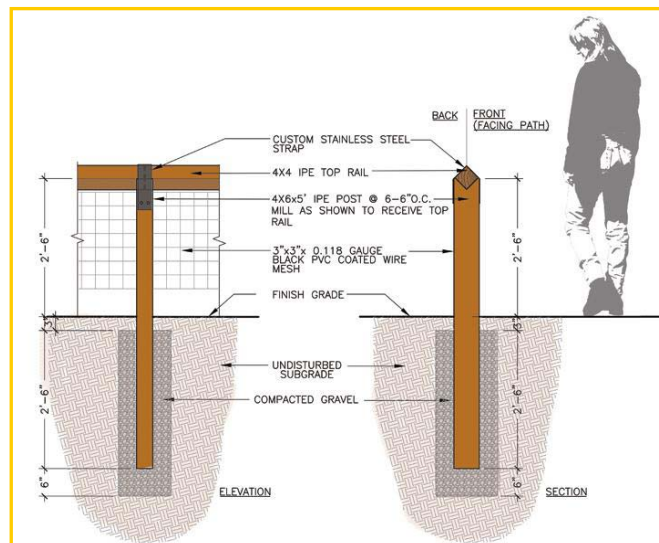 BACK
FRONT
(FACING PATH)
CUSTOM STAINLESS STEEL
STRAP
4X4 IPE TOP RAIL
4X6x5' IPE POST @ 6-6"O.C.
MILL AS SHOWN TO RECEIVE TOP
RAIL
3"x3"x 0.118 GAUGE
BLACK PVC COATED WIRE
MESH
FINISH GRADE
UNDISTURBED
SUBGRADE
COMPACTED GRAVEL
2'-6"
3"
2'-6"
6"
ELEVATION
2'-6"
3"
2'-6"
6"
SECTION